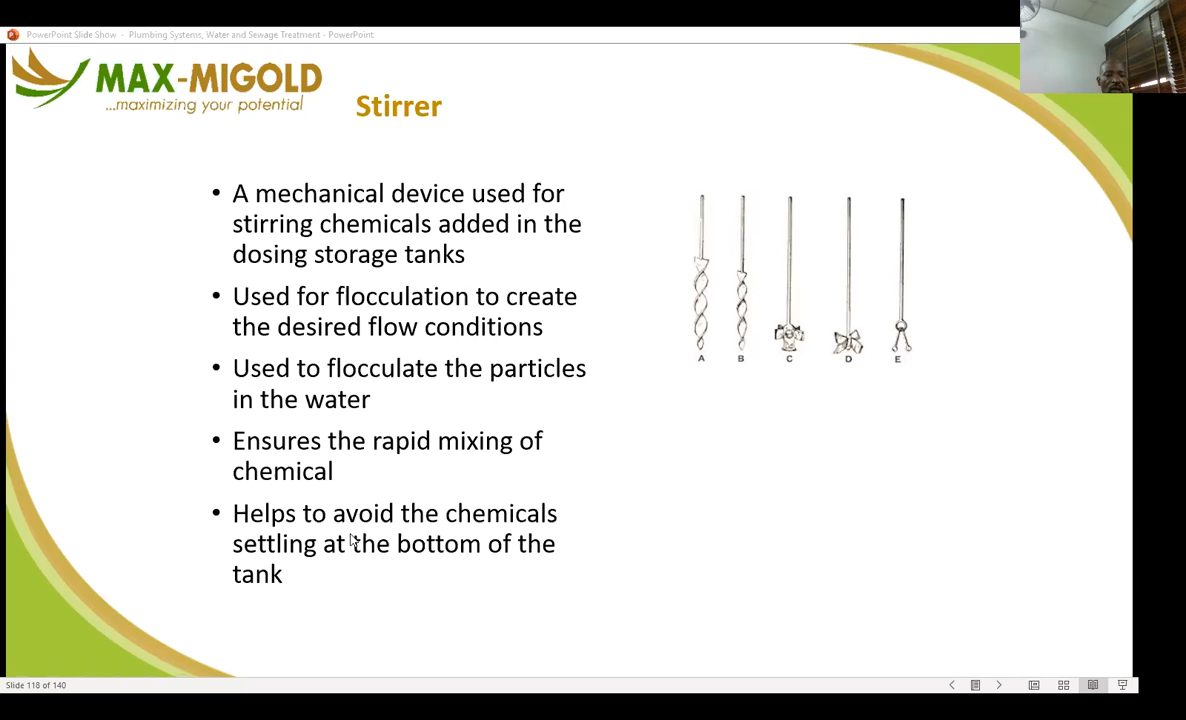 PowerPoint Slide Show - Plumbing Systems, Water and Sewage Treatment - PowerPoint
MAX-MIGOLD
...maximizing your potential
Stirrer
• A mechanical device used for
stirring chemicals added in the
dosing storage tanks
• Used for flocculation to create
the desired flow conditions
• Used to flocculate the particles
in the water
• Ensures the rapid mixing of
chemical
• Helps to avoid the chemicals
settling at the bottom of the
tank
A B C D E
Slide 118 of 140